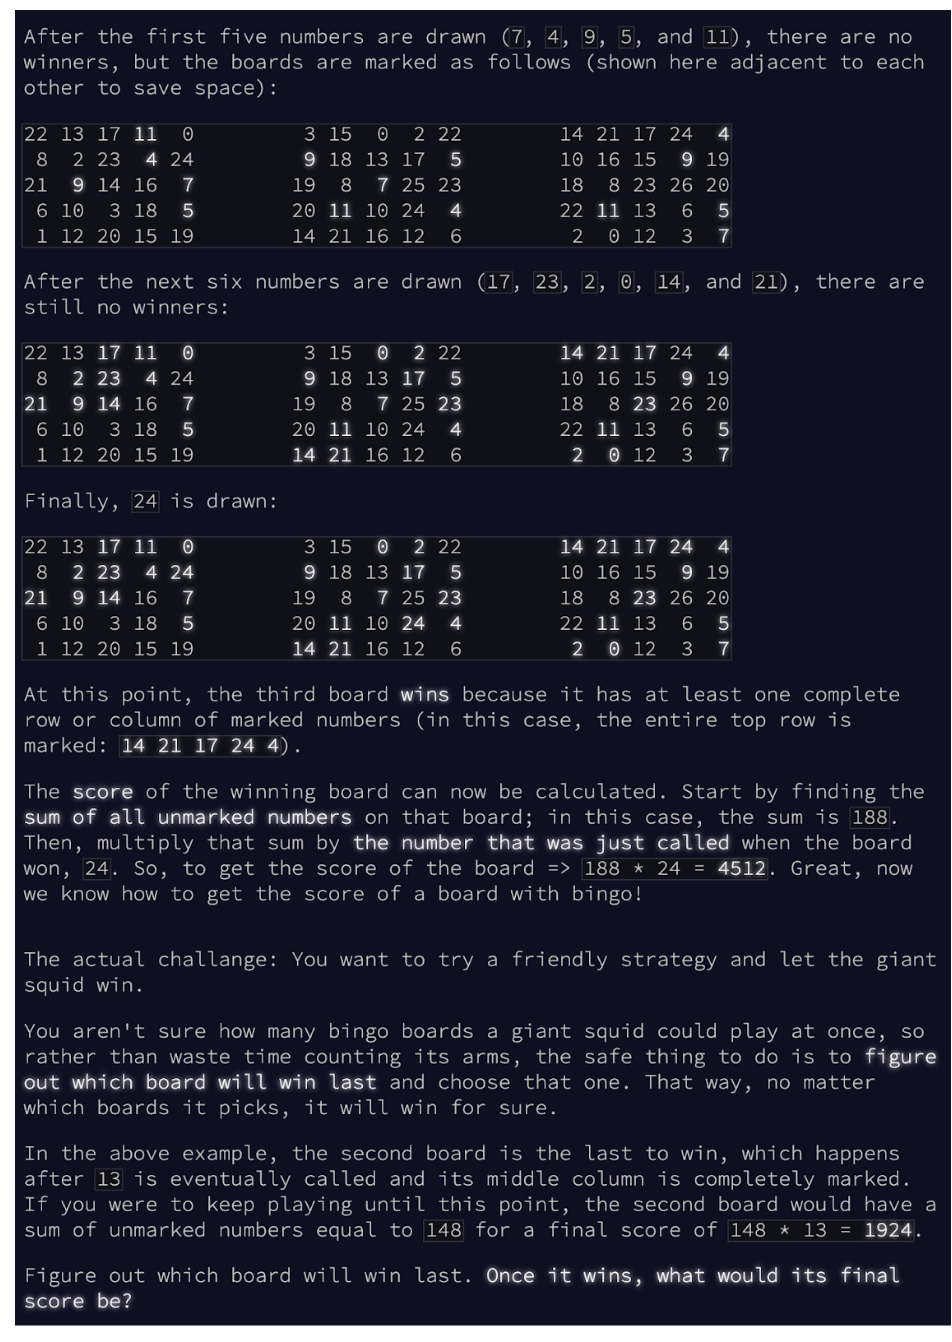 After the first five numbers are drawn (7, 4, 9, 5, and 11), there are no
winners, but the boards are marked as follows (shown here adjacent to each
other to save space):
22 13 17 11  0         3 15  0  2 22        14 21 17 24  4
 8  2 23  4 24         9 18 13 17  5        10 16 15  9 19
21  9 14 16  7        19  8  7 25 23        18  8 23 26 20
 6 10  3 18  5        20 11 10 24  4        22 11 13  6  5
 1 12 20 15 19        14 21 16 12  6         2  0 12  3  7
After the next six numbers are drawn (17, 23, 2, 0, 14, and 21), there are
still no winners:
22 13 17 11  0         3 15  0  2 22        14 21 17 24  4
 8  2 23  4 24         9 18 13 17  5        10 16 15  9 19
21  9 14 16  7        19  8  7 25 23        18  8 23 26 20
 6 10  3 18  5        20 11 10 24  4        22 11 13  6  5
 1 12 20 15 19        14 21 16 12  6         2  0 12  3  7
Finally, 24 is drawn:
22 13 17 11  0         3 15  0  2 22        14 21 17 24  4
 8  2 23  4 24         9 18 13 17  5        10 16 15  9 19
21  9 14 16  7        19  8  7 25 23        18  8 23 26 20
 6 10  3 18  5        20 11 10 24  4        22 11 13  6  5
 1 12 20 15 19        14 21 16 12  6         2  0 12  3  7
At this point, the third board wins because it has at least one complete
row or column of marked numbers (in this case, the entire top row is
marked: 14 21 17 24 4).
The score of the winning board can now be calculated. Start by finding the
sum of all unmarked numbers on that board; in this case, the sum is 188.
Then, multiply that sum by the number that was just called when the board
won, 24. So, to get the score of the board => 188 * 24 = 4512. Great, now
we know how to get the score of a board with bingo!
The actual challange: You want to try a friendly strategy and let the giant
squid win.
You aren't sure how many bingo boards a giant squid could play at once, so
rather than waste time counting its arms, the safe thing to do is to figure
out which board will win last and choose that one. That way, no matter
which boards it picks, it will win for sure.
In the above example, the second board is the last to win, which happens
after 13 is eventually called and its middle column is completely marked.
If you were to keep playing until this point, the second board would have a
sum of unmarked numbers equal to 148 for a final score of 148 * 13 = 1924.
Figure out which board will win last. Once it wins, what would its final
score be?